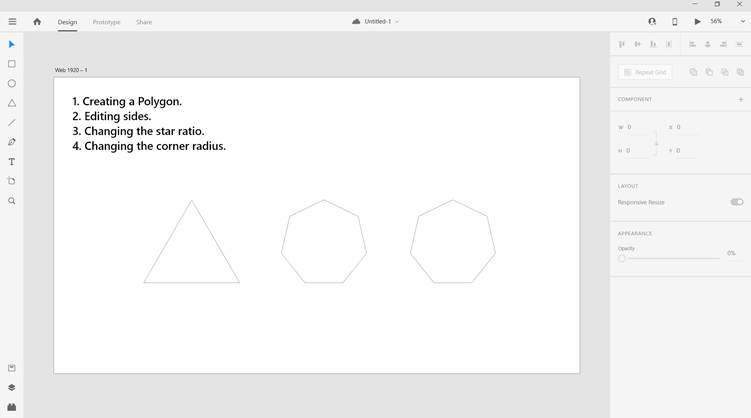 Design
Prototype
Share
Untitled-1
56%
Web 1920 – 1
1. Creating a Polygon.
2. Editing sides.
3. Changing the star ratio.
4. Changing the corner radius.
Repeat Grid
COMPONENT
W 0 X 0
H 0 Y 0
LAYOUT
Responsive Resize
APPEARANCE
Opacity
0%